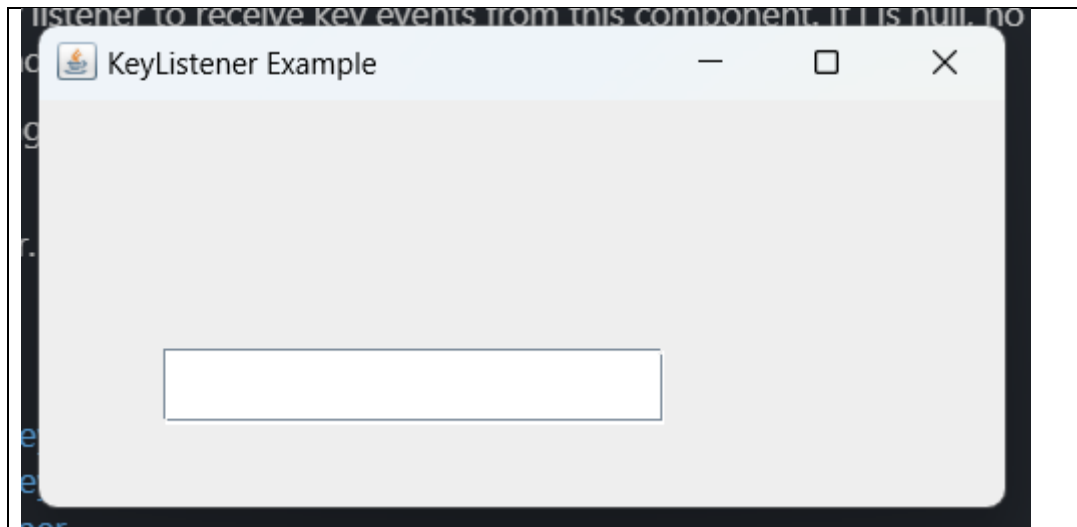 listener to receive key events from this component. If l is null, no
KeyListener Example
r.